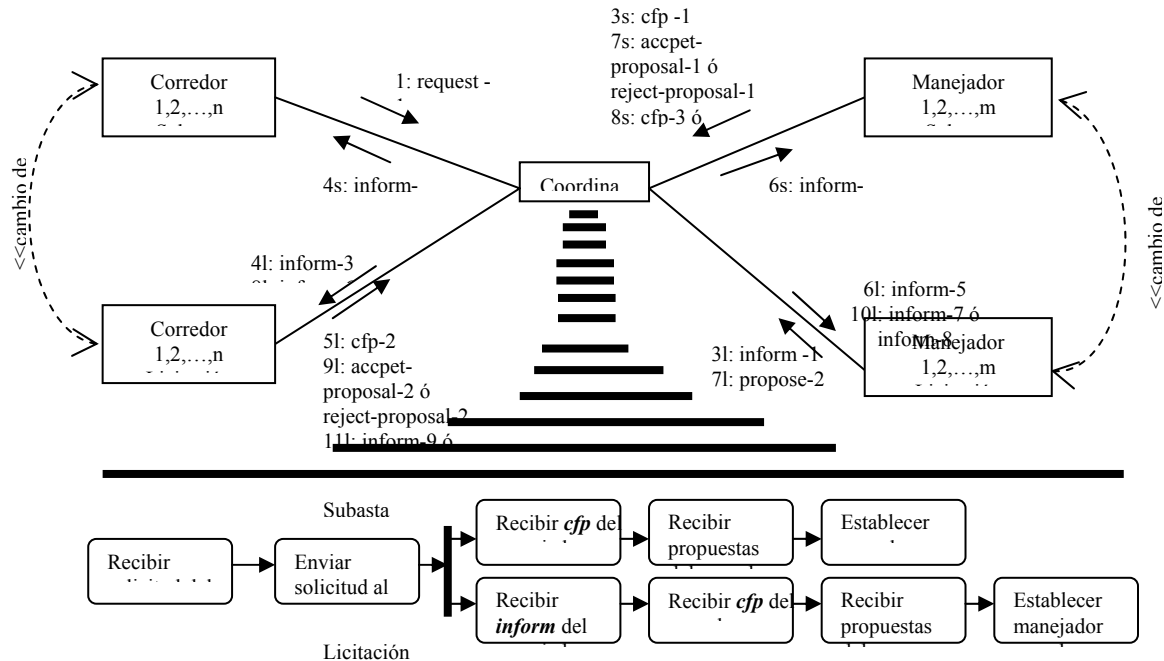 3s: cfp -1
7s: accpet-
proposal-1 ó
reject-proposal-1
8s: cfp-3 ó
Corredor
1,2,…,n
1: request -
Manejador
1,2,…,m
4s: inform-
Coordina
6s: inform-
<<cambio de
<<cambio de
4l: inform-3
Corredor
1,2,…,n
5l: cfp-2
9l: accpet-
proposal-2 ó
reject-proposal-2
11l: inform-9 ó
3l: inform -1
7l: propose-2
6l: inform-5
10l: inform-7 ó
inform-8
Manejador
1,2,…,m
Subasta
Recibir
Enviar
solicitud al
Recibir cfp del
Recibir
propuestas
Establecer
Recibir
inform del
Recibir cfp del
Recibir
propuestas
Establecer
manejador
Licitación